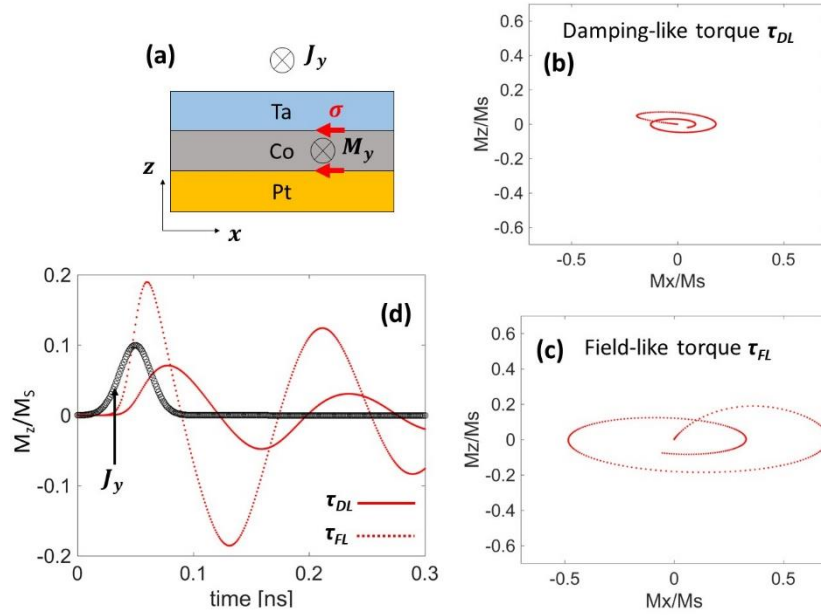 (a)
J_y
Ta
σ
Co
M_y
Pt
z
x
Damping-like torque τ_DL
(b)
0.6
0.4
0.2
0
-0.2
-0.4
-0.6
Mz/Ms
-0.5
0
0.5
Mx/Ms
Field-like torque τ_FL
(c)
0.6
0.4
0.2
0
-0.2
-0.4
-0.6
Mz/Ms
-0.5
0
0.5
Mx/Ms
(d)
0.2
0.1
0
-0.1
-0.2
M_z/M_s
J_y
τ_DL
τ_FL
0
0.1
0.2
0.3
time [ns]